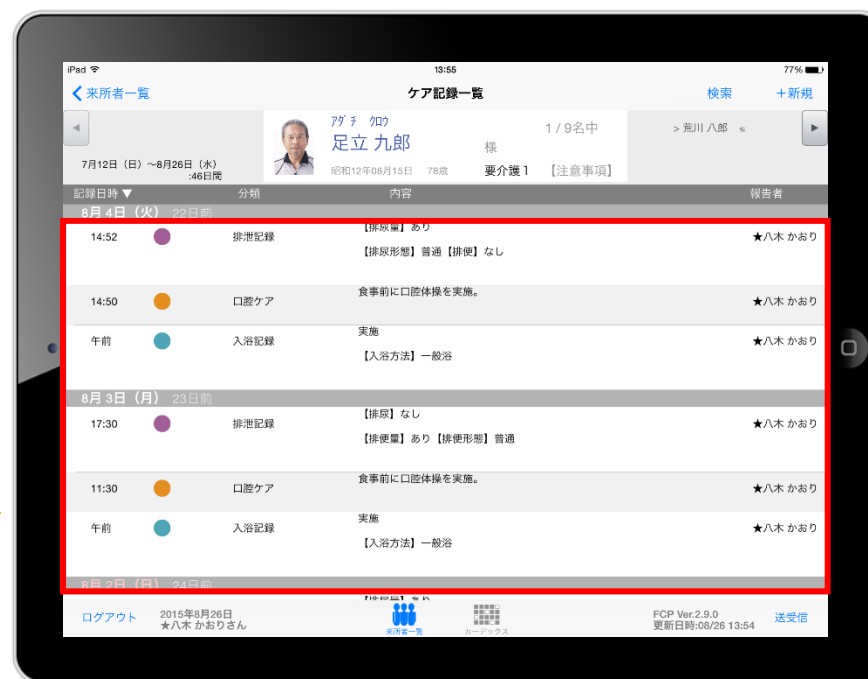 iPad 13:55 77%
来所者一覧 ケア記録一覧 検索 +新規
アダチ クロウ
足立 九郎 様 1 / 9名中 > 荒川 八郎
7月12日（日）～8月26日（水）
:46日間
昭和12年08月15日 78歳 要介護1 【注意事項】
記録日時▼ 分類 内容 報告者
8月 4日（火） 22日前
【排尿量】あり
14:52 排泄記録 ★八木 かおり
【排尿形態】普通【排便】なし
食事前に口腔体操を実施。
14:50 口腔ケア ★八木 かおり
実施
午前 入浴記録 ★八木 かおり
【入浴方法】一般浴
8月 3日（月） 23日前
【排尿】なし
17:30 排泄記録 ★八木 かおり
【排便量】あり【排便形態】普通
食事前に口腔体操を実施。
11:30 口腔ケア ★八木 かおり
実施
午前 入浴記録 ★八木 かおり
【入浴方法】一般浴
8月 2日（日） 24日前
ログアウト 2015年8月26日 FCP Ver.2.9.0 送受信
★八木 かおりさん 来所者一覧 カーデックス 更新日時:08/26 13:54